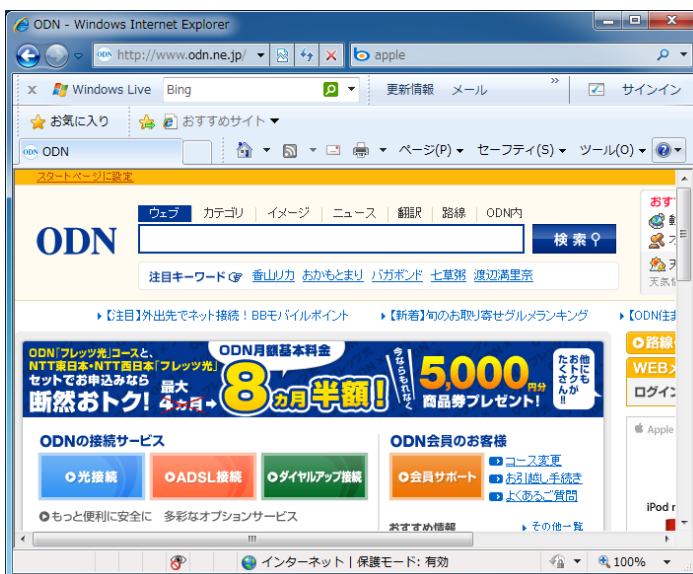 ODN - Windows Internet Explorer
http://www.odn.ne.jp/
apple
x Windows Live
Bing
更新情報 メール
»
サインイン
お気に入り
おすすめサイト ▼
ODN
ページ(P) ▼ セーフティ(S) ▼ ツール(O) ▼
スタートページに設定
ウェブ カテゴリ | イメージ | ニュース | 翻訳 | 路線 | ODN内
ODN
検索
注目キーワード 香山リカ おかもとまり バガボンド 七草粥 渡辺満里奈
【注目】外出先でネット接続!BBモバイルポイント
【新着】旬のお取り寄せグルメランキング
ODN「フレッツ光」コースと、
NTT東日本・NTT西日本「フレッツ光」
セットでお申込みなら
断然おトク!
最大
4ヵ月→
ODN月額基本料金
8ヵ月半額!
今ならもれなく
5,000円分
商品券プレゼント!
他にも
おトクが
たくさん!!
路線
WEBメ
ログイン
ODNの接続サービス
光接続
ADSL接続
ダイヤルアップ接続
もっと便利に安全に 多彩なオプションサービス
ODN会員のお客様
会員サポート
コース変更
お引越し手続き
よくあるご質問
おすすめ情報
その他一覧
Apple
インターネット | 保護モード: 有効
100%